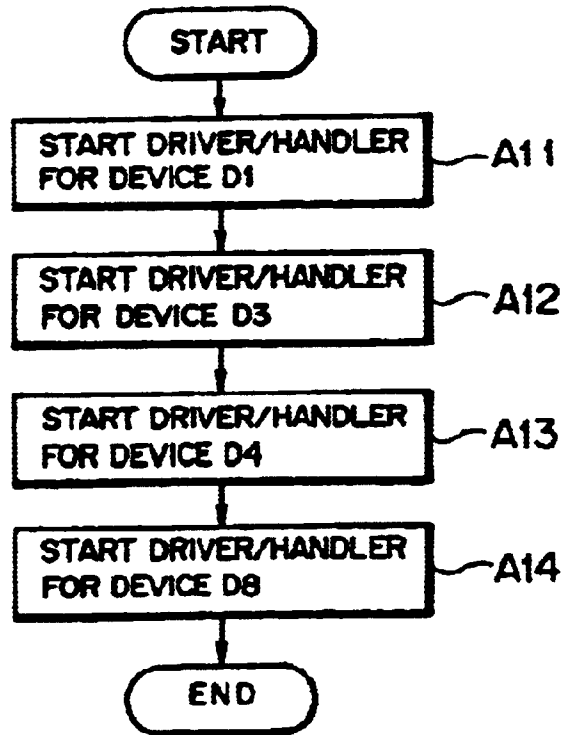 START
START DRIVER/HANDLER
FOR DEVICE D1
A11
START DRIVER/HANDLER
FOR DEVICE D3
A12
START DRIVER/HANDLER
FOR DEVICE D4
A13
START DRIVER/HANDLER
FOR DEVICE D8
A14
END